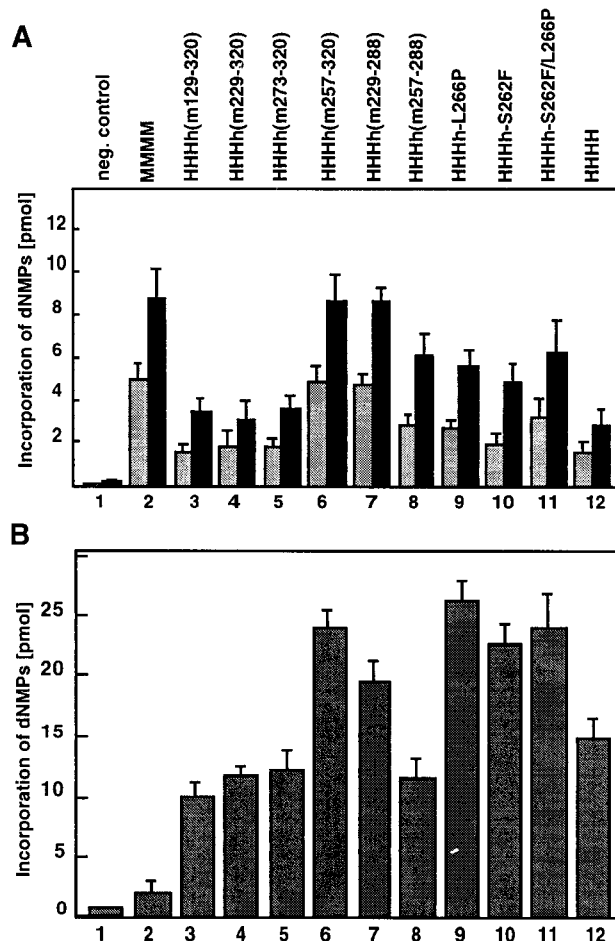 A
neg. control
MMMM
HHHh(m129-320)
HHHh(m229-320)
HHHh(m273-320)
HHHh(m257-320)
HHHh(m229-288)
HHHh(m257-288)
HHHh-L266P
HHHh-S262F
HHHh-S262F/L266P
HHHH
Incorporation of dNMPs [pmol]
12
10
8
6
4
2
1 2 3 4 5 6 7 8 9 10 11 12
B
Incorporation of dNMPs [pmol]
25
20
15
10
5
0
1 2 3 4 5 6 7 8 9 10 11 12